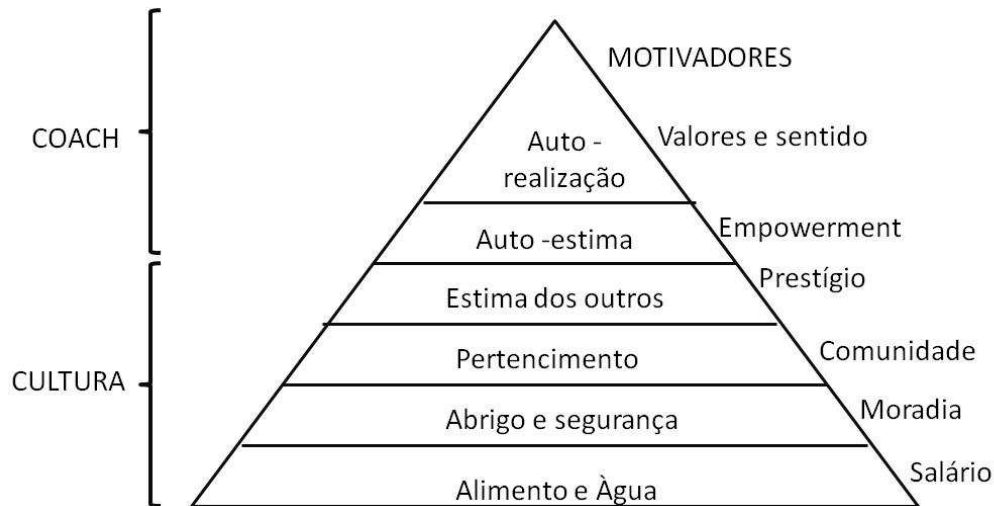 MOTIVADORES
COACH
Valores e sentido
Auto -
realização
Empowerment
Auto -estima
Prestígio
Estima dos outros
Comunidade
Pertencimento
CULTURA
Moradia
Abrigo e segurança
Salário
Alimento e Àgua